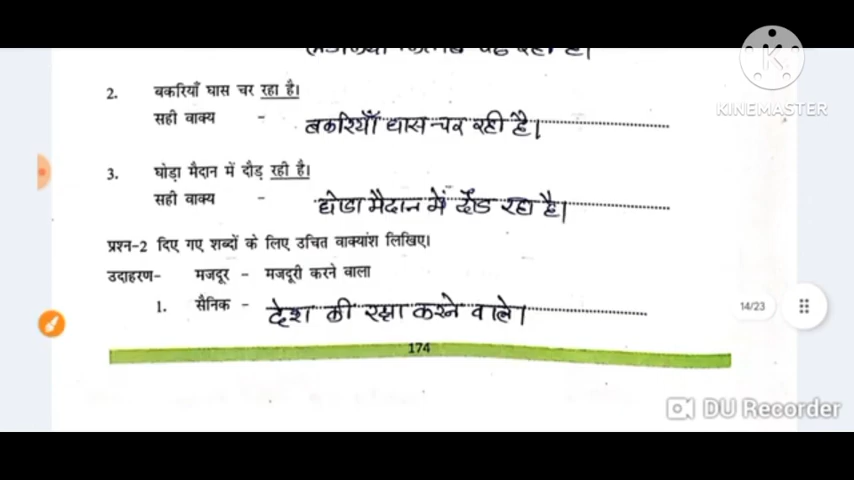 2. बकरियाँ घास चर रहा है।
सही वाक्य - बकरियाँ घास चर रही है।
3. घोड़ा मैदान में दौड़ रही है।
सही वाक्य - घोडा मैदान में दौड रहा है।
प्रश्न-2 दिए गए शब्दों के लिए उचित वाक्यांश लिखिए।
उदाहरण- मजदूर - मजदूरी करने वाला
1. सैनिक - देश की रक्षा करने वाले।
174
14/23
KINEMASTER
DU Recorder